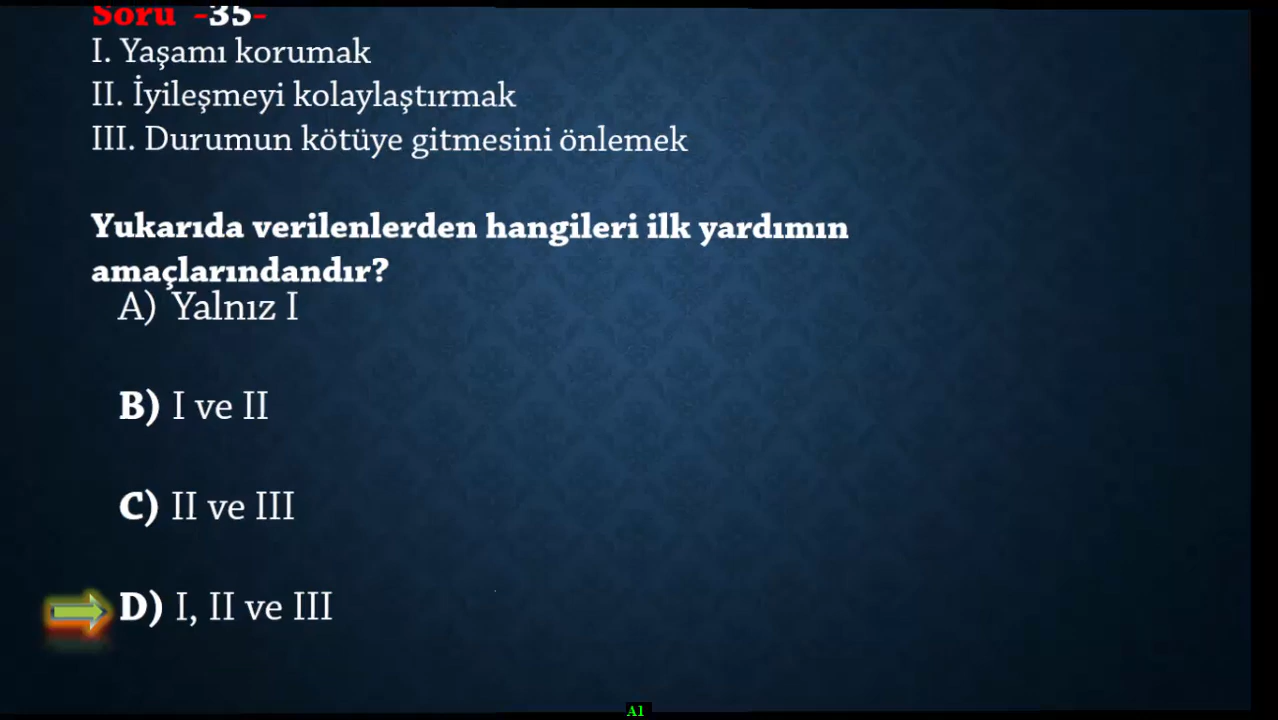 Soru -35-
I. Yaşamı korumak
II. İyileşmeyi kolaylaştırmak
III. Durumun kötüye gitmesini önlemek
Yukarıda verilenlerden hangileri ilk yardımın
amaçlarındandır?
A) Yalnız I
B) I ve II
C) II ve III
D) I, II ve III
A1